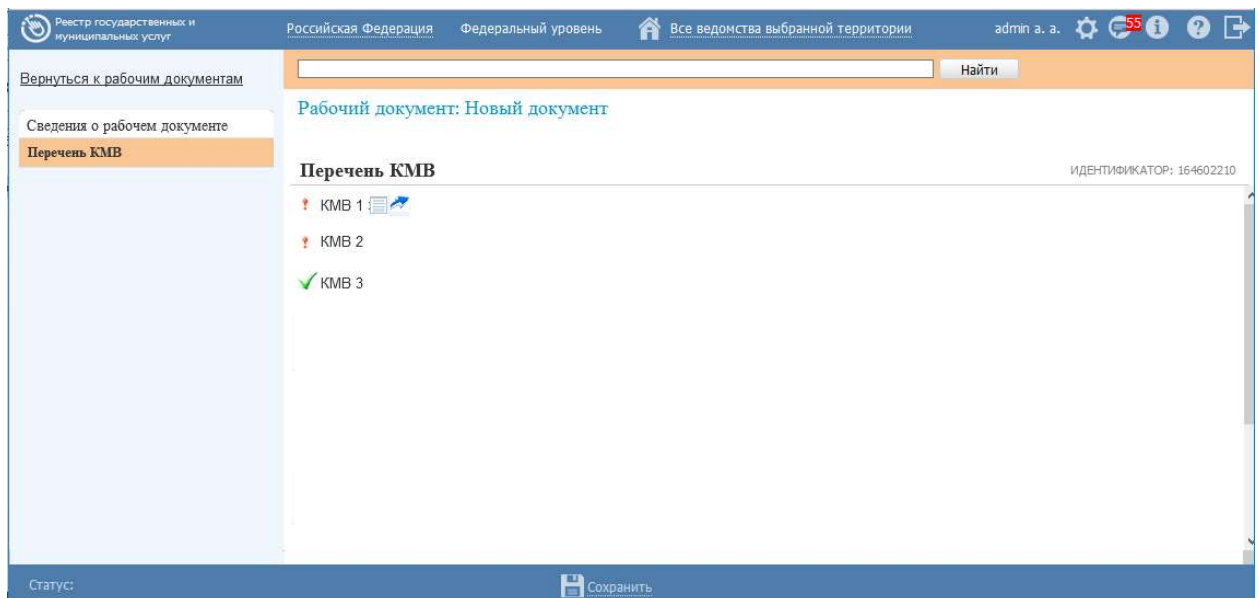 Реестр государственных и
муниципальных услуг
Российская Федерация Федеральный уровень Все ведомства выбранной территории admin a. a. 55
Вернуться к рабочим документам
Найти
Рабочий документ: Новый документ
Сведения о рабочем документе
Перечень КМВ
Перечень КМВ
ИДЕНТИФИКАТОР: 164602210
КМВ 1
КМВ 2
КМВ 3
Статус:
Сохранить